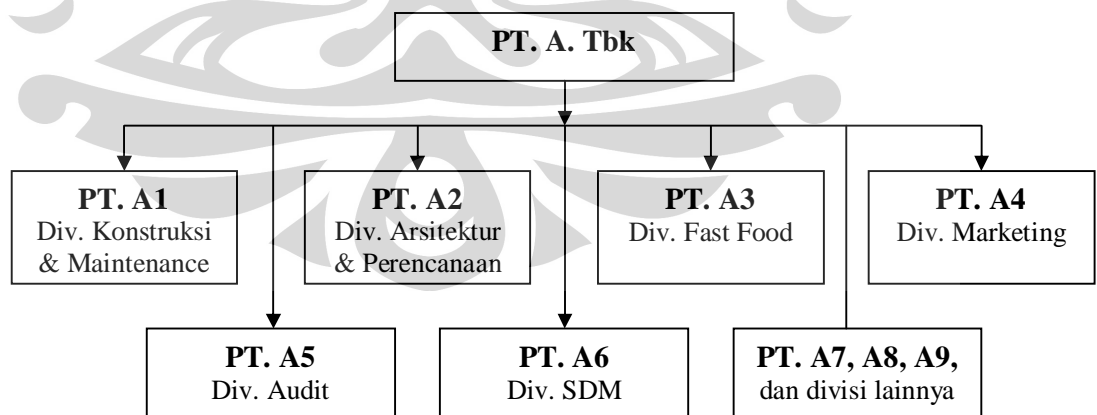 PT. A. Tbk
PT. A1
Div. Konstruksi
& Maintenance
PT. A2
Div. Arsitektur
& Perencanaan
PT. A3
Div. Fast Food
PT. A4
Div. Marketing
PT. A5
Div. Audit
PT. A6
Div. SDM
PT. A7, A8, A9,
dan divisi lainnya